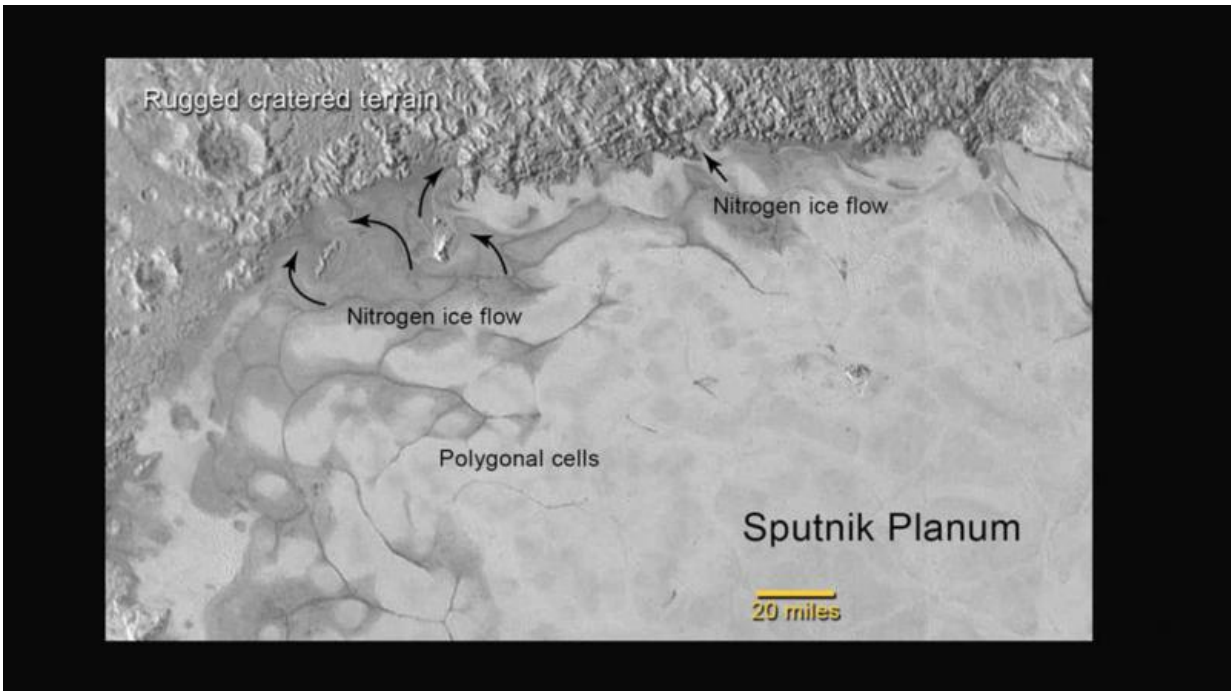 Rugged cratered terrain
Nitrogen ice flow
Nitrogen ice flow
Polygonal cells
Sputnik Planum
20 miles